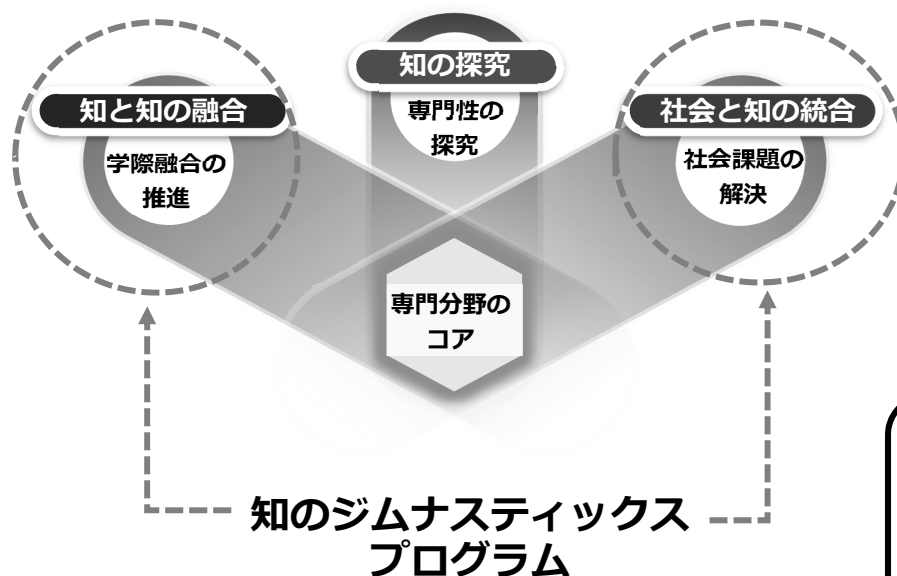 知の探究
専門性の
探究
知と知の融合
学際融合の
推進
社会と知の統合
社会課題の
解決
専門分野の
コア
知のジムナスティックス
プログラム